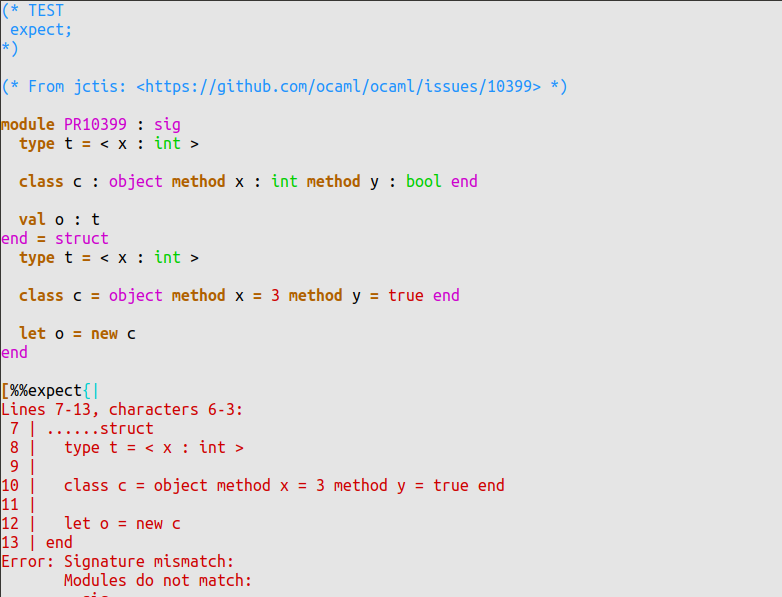 (* TEST
 expect;
*)

(* From jctis: <https://github.com/ocaml/ocaml/issues/10399> *)

module PR10399 : sig
  type t = < x : int >

  class c : object method x : int method y : bool end

  val o : t
end = struct
  type t = < x : int >

  class c = object method x = 3 method y = true end

  let o = new c
end

[%%expect{|
Lines 7-13, characters 6-3:
 7 | ......struct
 8 |   type t = < x : int >
 9 |
10 |   class c = object method x = 3 method y = true end
11 |
12 |   let o = new c
13 | end
Error: Signature mismatch:
       Modules do not match: